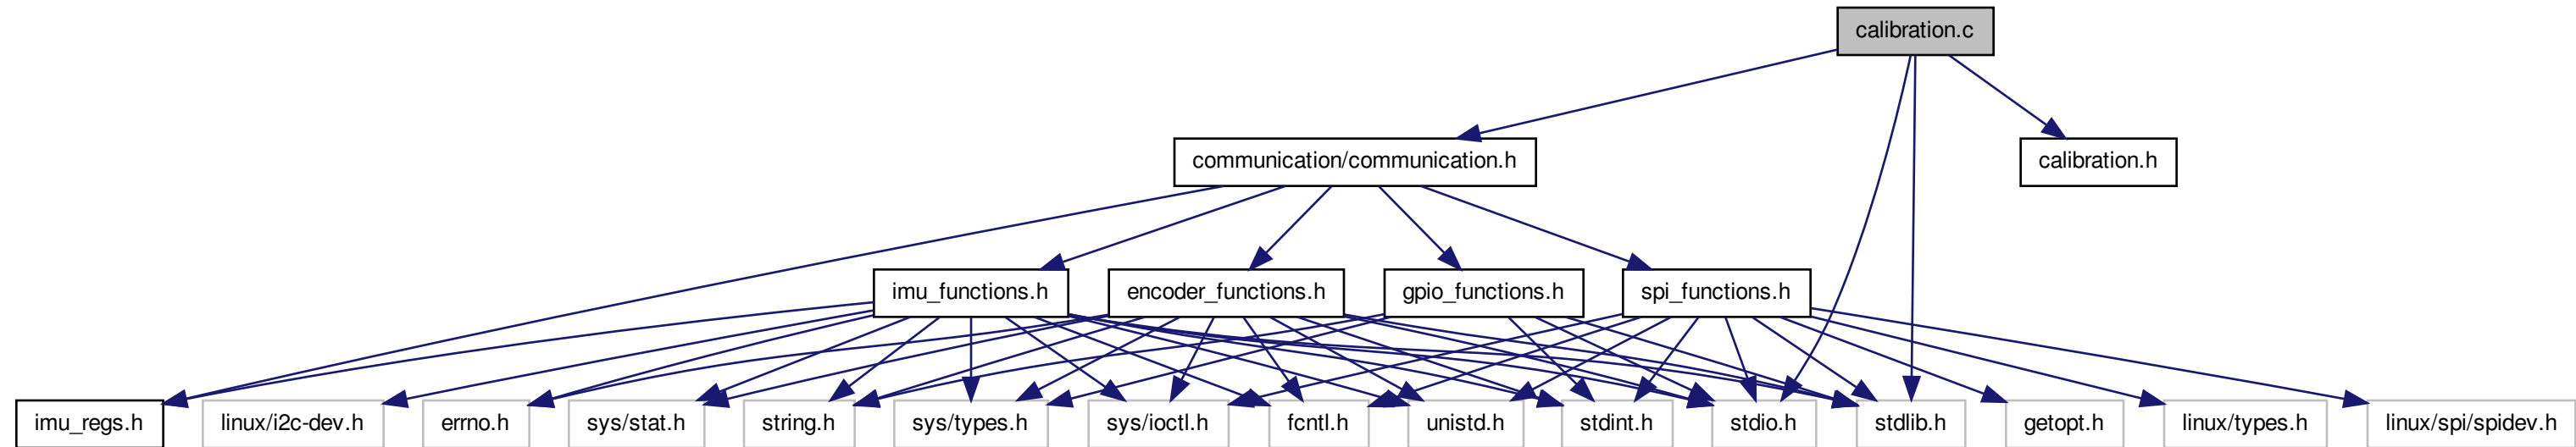 calibration.c
communication/communication.h
calibration.h
imu_functions.h
encoder_functions.h
gpio_functions.h
spi_functions.h
imu_regs.h
linux/i2c-dev.h
errno.h
sys/stat.h
string.h
sys/types.h
sys/ioctl.h
fcntl.h
unistd.h
stdint.h
stdio.h
stdlib.h
getopt.h
linux/types.h
linux/spi/spidev.h